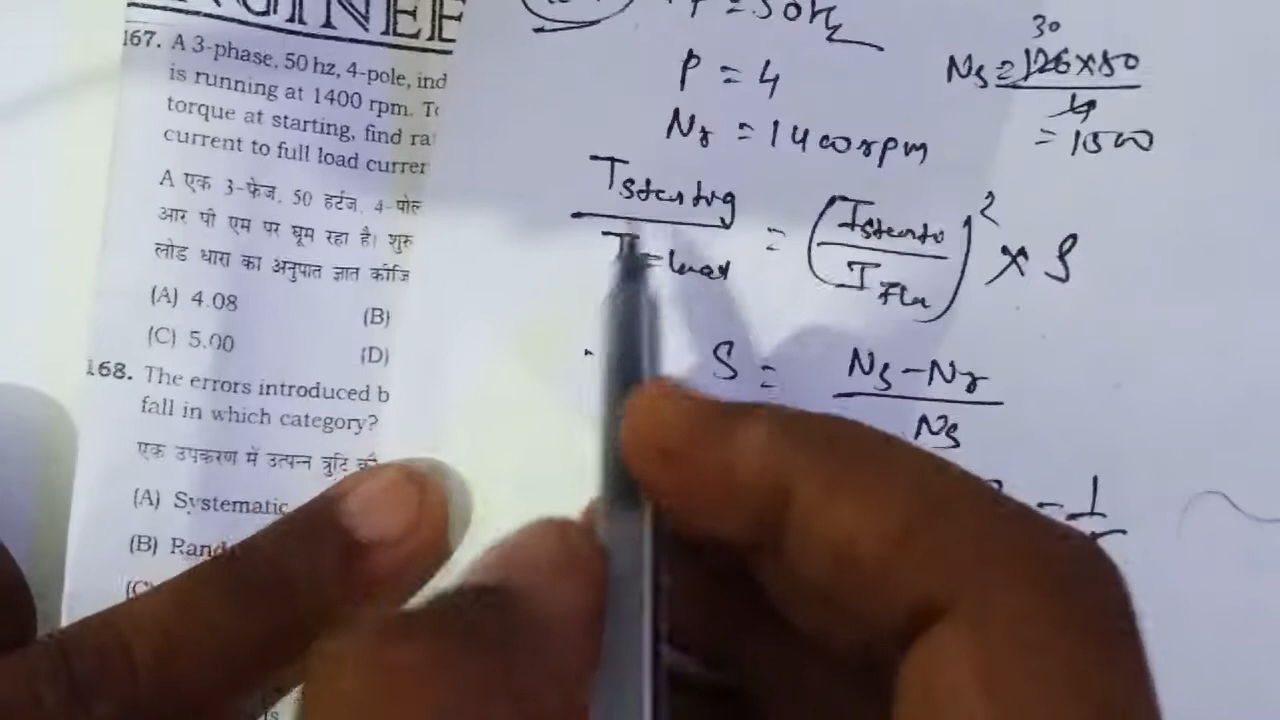 167. A 3-phase, 50 hz, 4-pole, ind
is running at 1400 rpm. To
torque at starting, find ra
current to full load curren
A एक 3-फेज, 50 हर्टज, 4-पोल
आर पी एम पर घूम रहा है। शुरु
लोड धारा का अनुपात ज्ञात कीजि
(A) 4.08
(B)
(C) 5.00
(D)
168. The errors introduced b
fall in which category?
एक उपकरण में उत्पन्न त्रुटि
(A) Systematic
(B) Rand
= 50Hz
P = 4
Nr = 1400rpm
30
Ns = 120×50
4
= 1500
Tstarting
= (Istarting
IFL)
2
× S
S = Ns-Nr
Ns